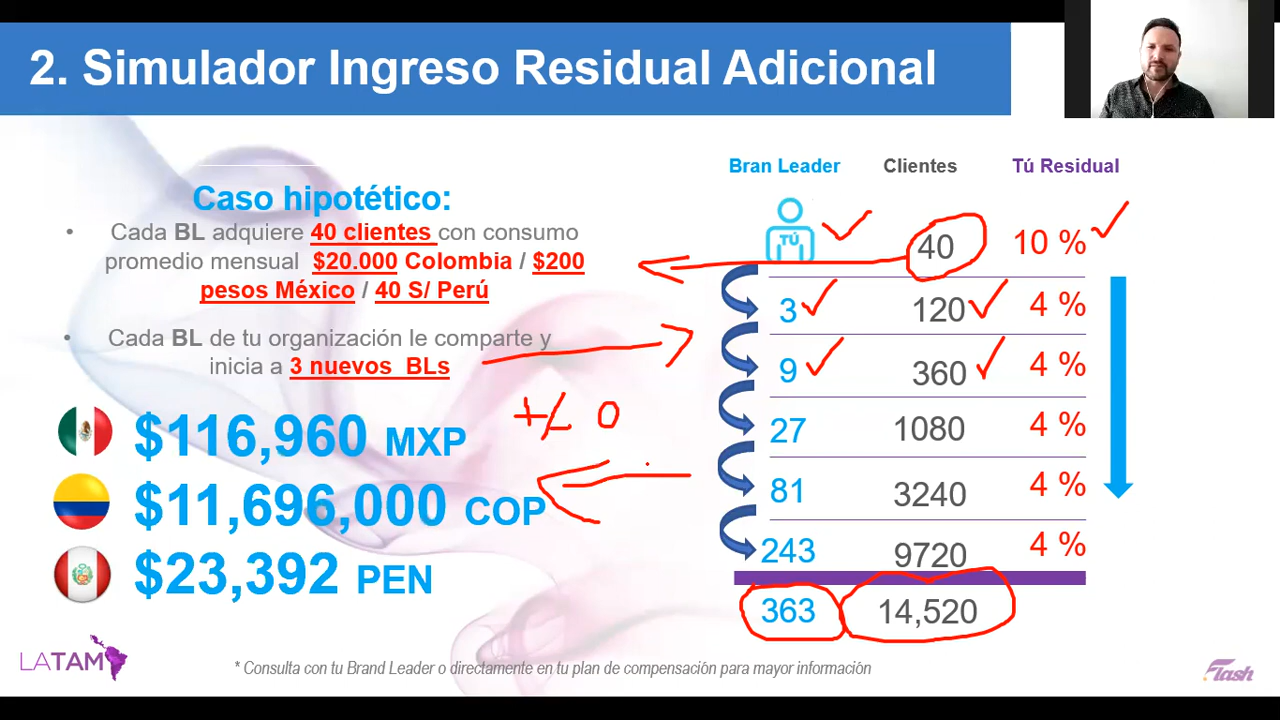 2. Simulador Ingreso Residual Adicional
Caso hipotético:
• Cada BL adquiere 40 clientes con consumo
promedio mensual $20.000 Colombia / $200
pesos México / 40 S/ Perú
• Cada BL de tu organización le comparte y
inicia a 3 nuevos BLs
+/- 0
$116,960 MXP
$11,696,000 COP
$23,392 PEN
Bran Leader Clientes Tú Residual
TÚ 40 10 %
3 120 4 %
9 360 4 %
27 1080 4 %
81 3240 4 %
243 9720 4 %
363 14,520
LATAM
* Consulta con tu Brand Leader o directamente en tu plan de compensación para mayor información
Flash